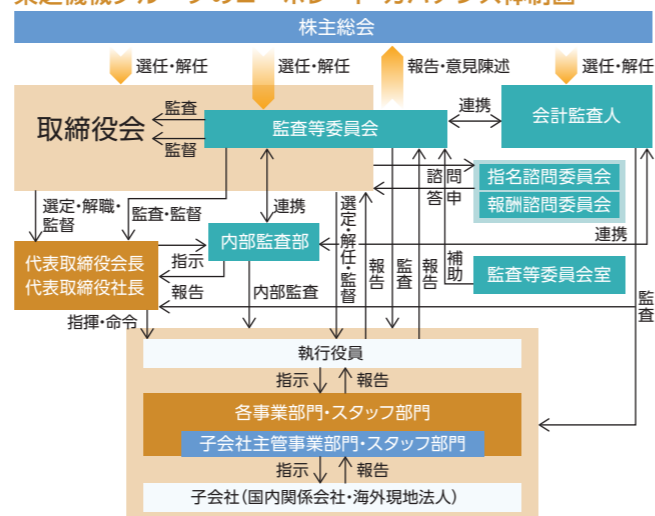 株主総会
選任・解任
選任・解任
報告・意見陳述
選任・解任
取締役会
監査
監督
監査等委員会
連携
会計監査人
諮問
答申
指名諮問委員会
報酬諮問委員会
選定・解職・
監督
監査・監督
連携
内部監査部
選定・解任・監督
報告
監査
報告
補助
連携
監査等委員会室
代表取締役会長
代表取締役社長
指示
報告
内部監査
監査
指揮・命令
執行役員
指示
報告
各事業部門・スタッフ部門
子会社主管事業部門・スタッフ部門
指示
報告
子会社(国内関係会社・海外現地法人)